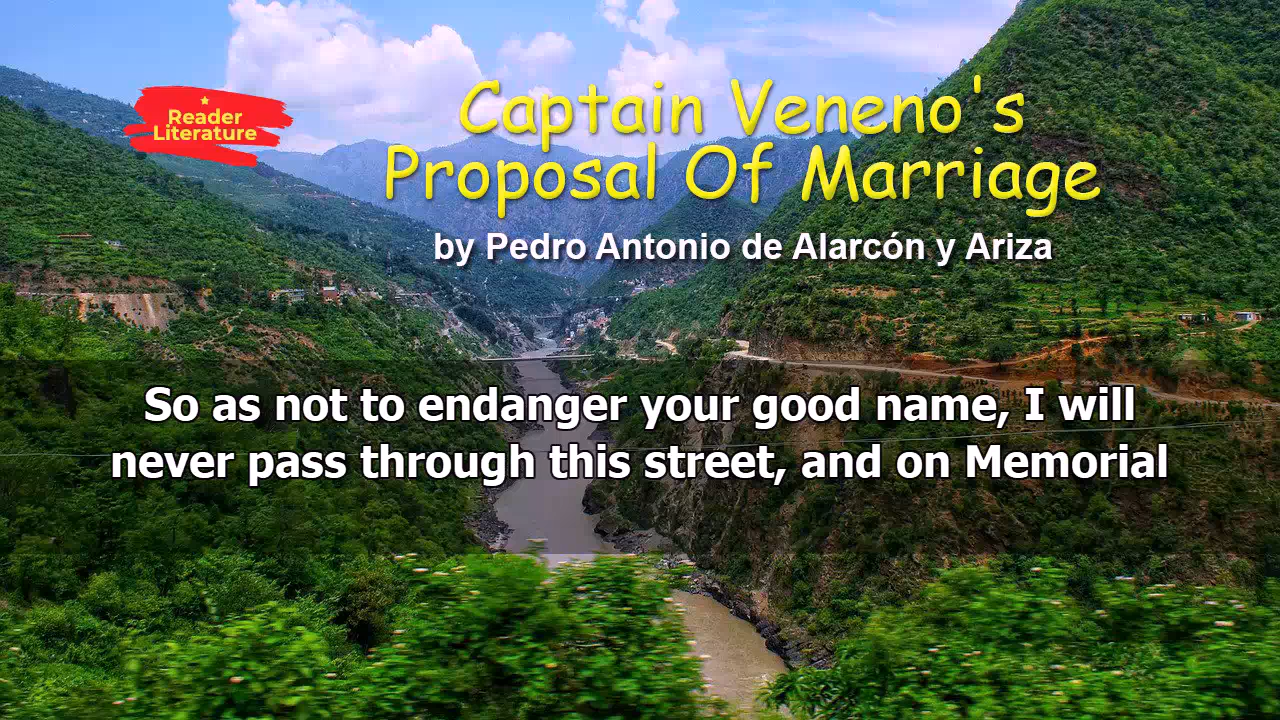 Reader
Literature
Captain Veneno's
Proposal Of Marriage
by Pedro Antonio de Alarcón y Ariza
So as not to endanger your good name, I will
never pass through this street, and on Memorial